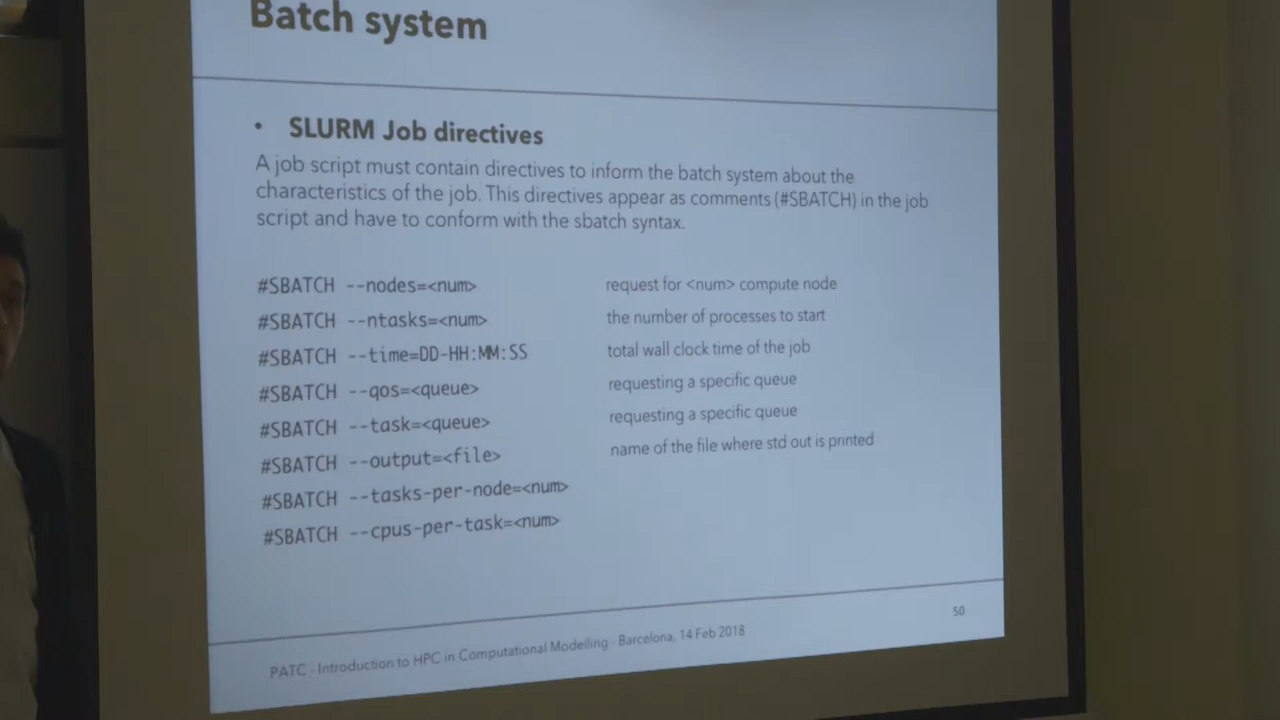 Batch system
• SLURM Job directives
A job script must contain directives to inform the batch system about the
characteristics of the job. This directives appear as comments (#SBATCH) in the job
script and have to conform with the sbatch syntax.
#SBATCH --nodes=<num> request for <num> compute node
#SBATCH --ntasks=<num> the number of processes to start
#SBATCH --time=DD-HH:MM:SS total wall clock time of the job
#SBATCH --qos=<queue> requesting a specific queue
#SBATCH --task=<queue> requesting a specific queue
#SBATCH --output=<file> name of the file where std out is printed
#SBATCH --tasks-per-node=<num>
#SBATCH --cpus-per-task=<num>
50
PATC - Introduction to HPC in Computational Modelling - Barcelona, 14 Feb 2018